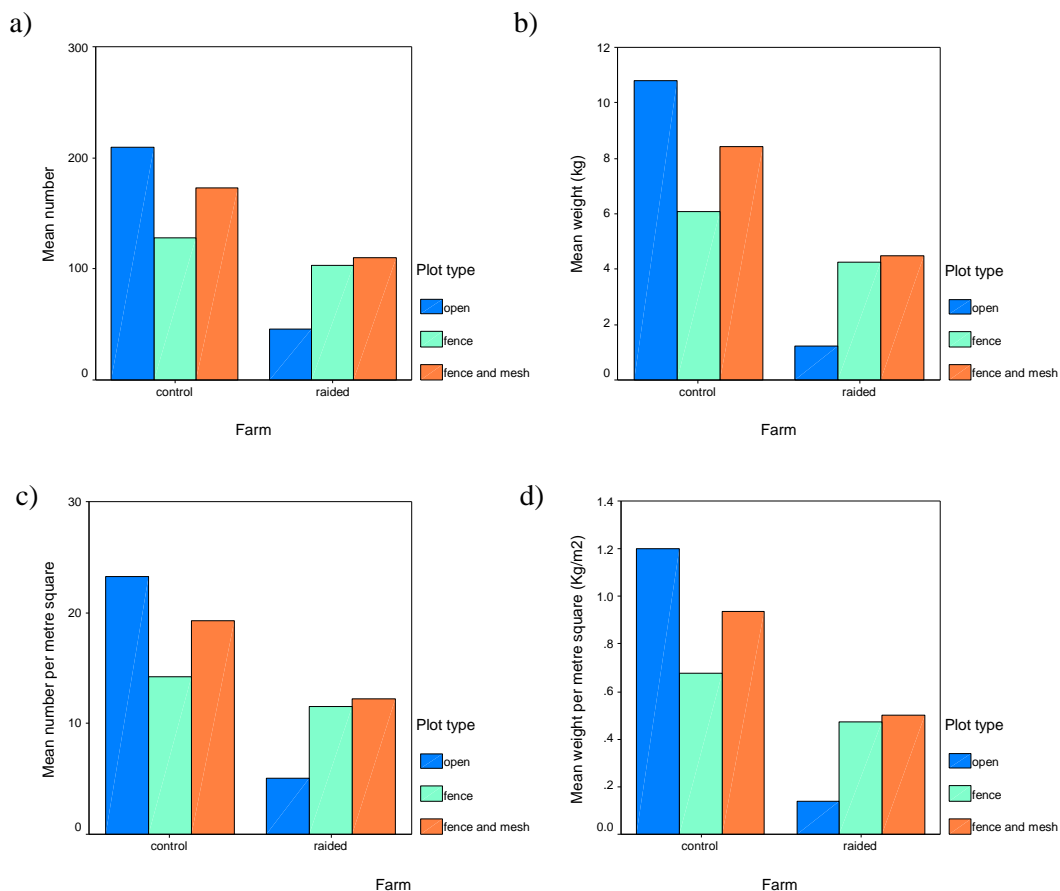 a)
300
200
100
0
Mean number
control
raided
Farm
Plot type
open
fence
fence and mesh
b)
12
10
8
6
4
2
0
Mean weight (kg)
control
raided
Farm
Plot type
open
fence
fence and mesh
c)
30
20
10
0
Mean number per metre square
control
raided
Farm
Plot type
open
fence
fence and mesh
d)
1.4
1.2
1.0
.8
.6
.4
.2
0.0
Mean weight per metre square (Kg/m2)
control
raided
Farm
Plot type
open
fence
fence and mesh